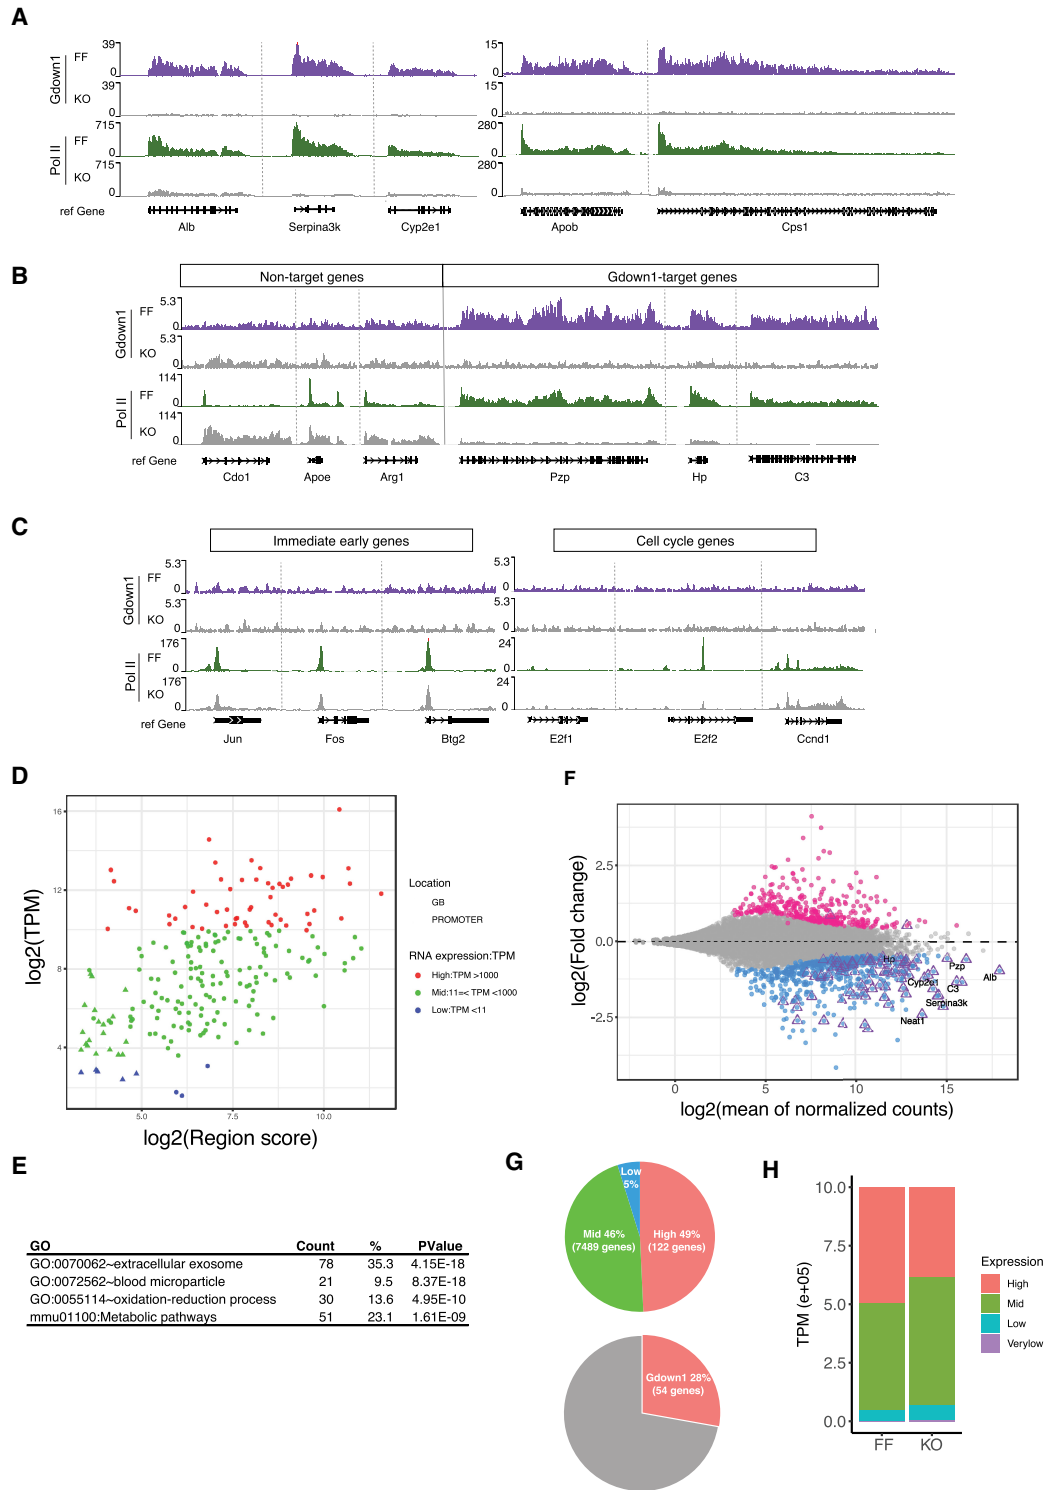 A
Gdown1
FF
39
0
KO
39
0
Pol II
FF
715
0
KO
715
0
15
0
15
0
280
0
280
0
ref Gene
Alb
Serpina3k
Cyp2e1
Apob
Cps1
B
Non-target genes
Gdown1-target genes
Gdown1
FF
5.3
0
KO
5.3
0
Pol II
FF
114
0
KO
114
0
ref Gene
Cdo1
Apoe
Arg1
Pzp
Hp
C3
C
Immediate early genes
Cell cycle genes
Gdown1
FF
5.3
0
KO
5.3
0
Pol II
FF
176
0
KO
176
0
5.3
0
5.3
0
24
0
24
0
ref Gene
Jun
Fos
Btg2
E2f1
E2f2
Ccnd1
D
log2(TPM)
16
12
8
4
5.0
7.5
10.0
log2(Region score)
Location
GB
PROMOTER
RNA expression:TPM
High:TPM >1000
Mid:11=< TPM <1000
Low:TPM <11
F
log2(Fold change)
2.5
0.0
−2.5
Hp
Pzp
Alb
Cyp2e1
C3
Serpina3k
Neat1
0
5
10
15
log2(mean of normalized counts)
E
GO Count % PValue
GO:0070062~extracellular exosome 78 35.3 4.15E-18
GO:0072562~blood microparticle 21 9.5 8.37E-18
GO:0055114~oxidation-reduction process 30 13.6 4.95E-10
mmu01100:Metabolic pathways 51 23.1 1.61E-09
G
Low
5%
Mid 46%
(7489 genes)
High 49%
(122 genes)
Gdown1 28%
(54 genes)
H
TPM (e+05)
10.0
7.5
5.0
2.5
0.0
FF
KO
Expression
High
Mid
Low
Verylow